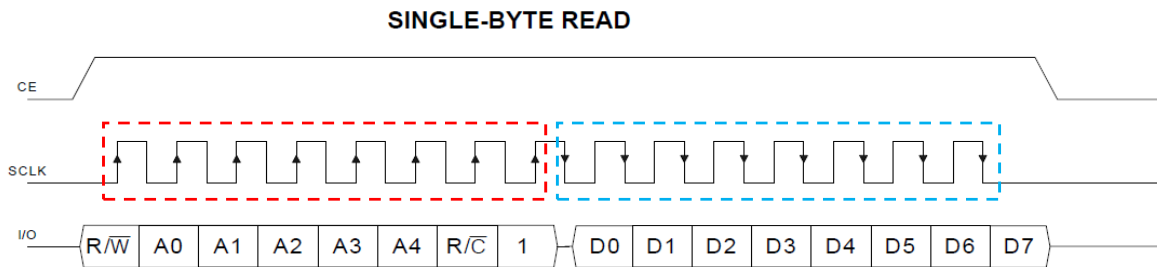 SINGLE-BYTE READ
CE
SCLK
I/O R/W̅ A0 A1 A2 A3 A4 R/C̅ 1 D0 D1 D2 D3 D4 D5 D6 D7